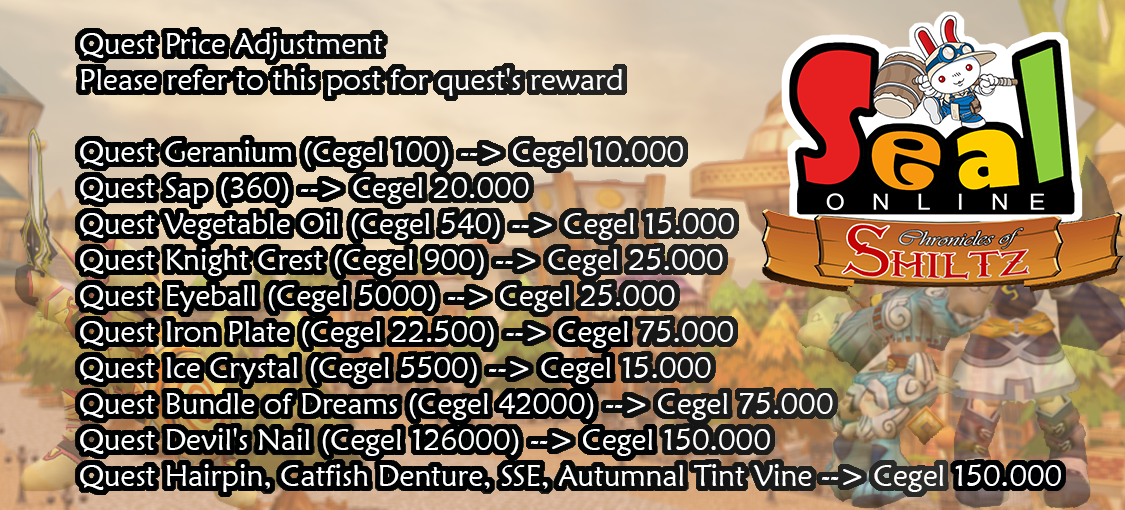 Quest Price Adjustment
Please refer to this post for quest's reward
Quest Geranium (Cegel 100) --> Cegel 10.000
Quest Sap (360) --> Cegel 20.000
Quest Vegetable Oil (Cegel 540) --> Cegel 15.000
Quest Knight Crest (Cegel 900) --> Cegel 25.000
Quest Eyeball (Cegel 5000) --> Cegel 25.000
Quest Iron Plate (Cegel 22.500) --> Cegel 75.000
Quest Ice Crystal (Cegel 5500) --> Cegel 15.000
Quest Bundle of Dreams (Cegel 42000) --> Cegel 75.000
Quest Devil's Nail (Cegel 126000) --> Cegel 150.000
Quest Hairpin, Catfish Denture, SSE, Autumnal Tint Vine --> Cegel 150.000
Seal
ONLINE
Chronicles of
SHILTZ